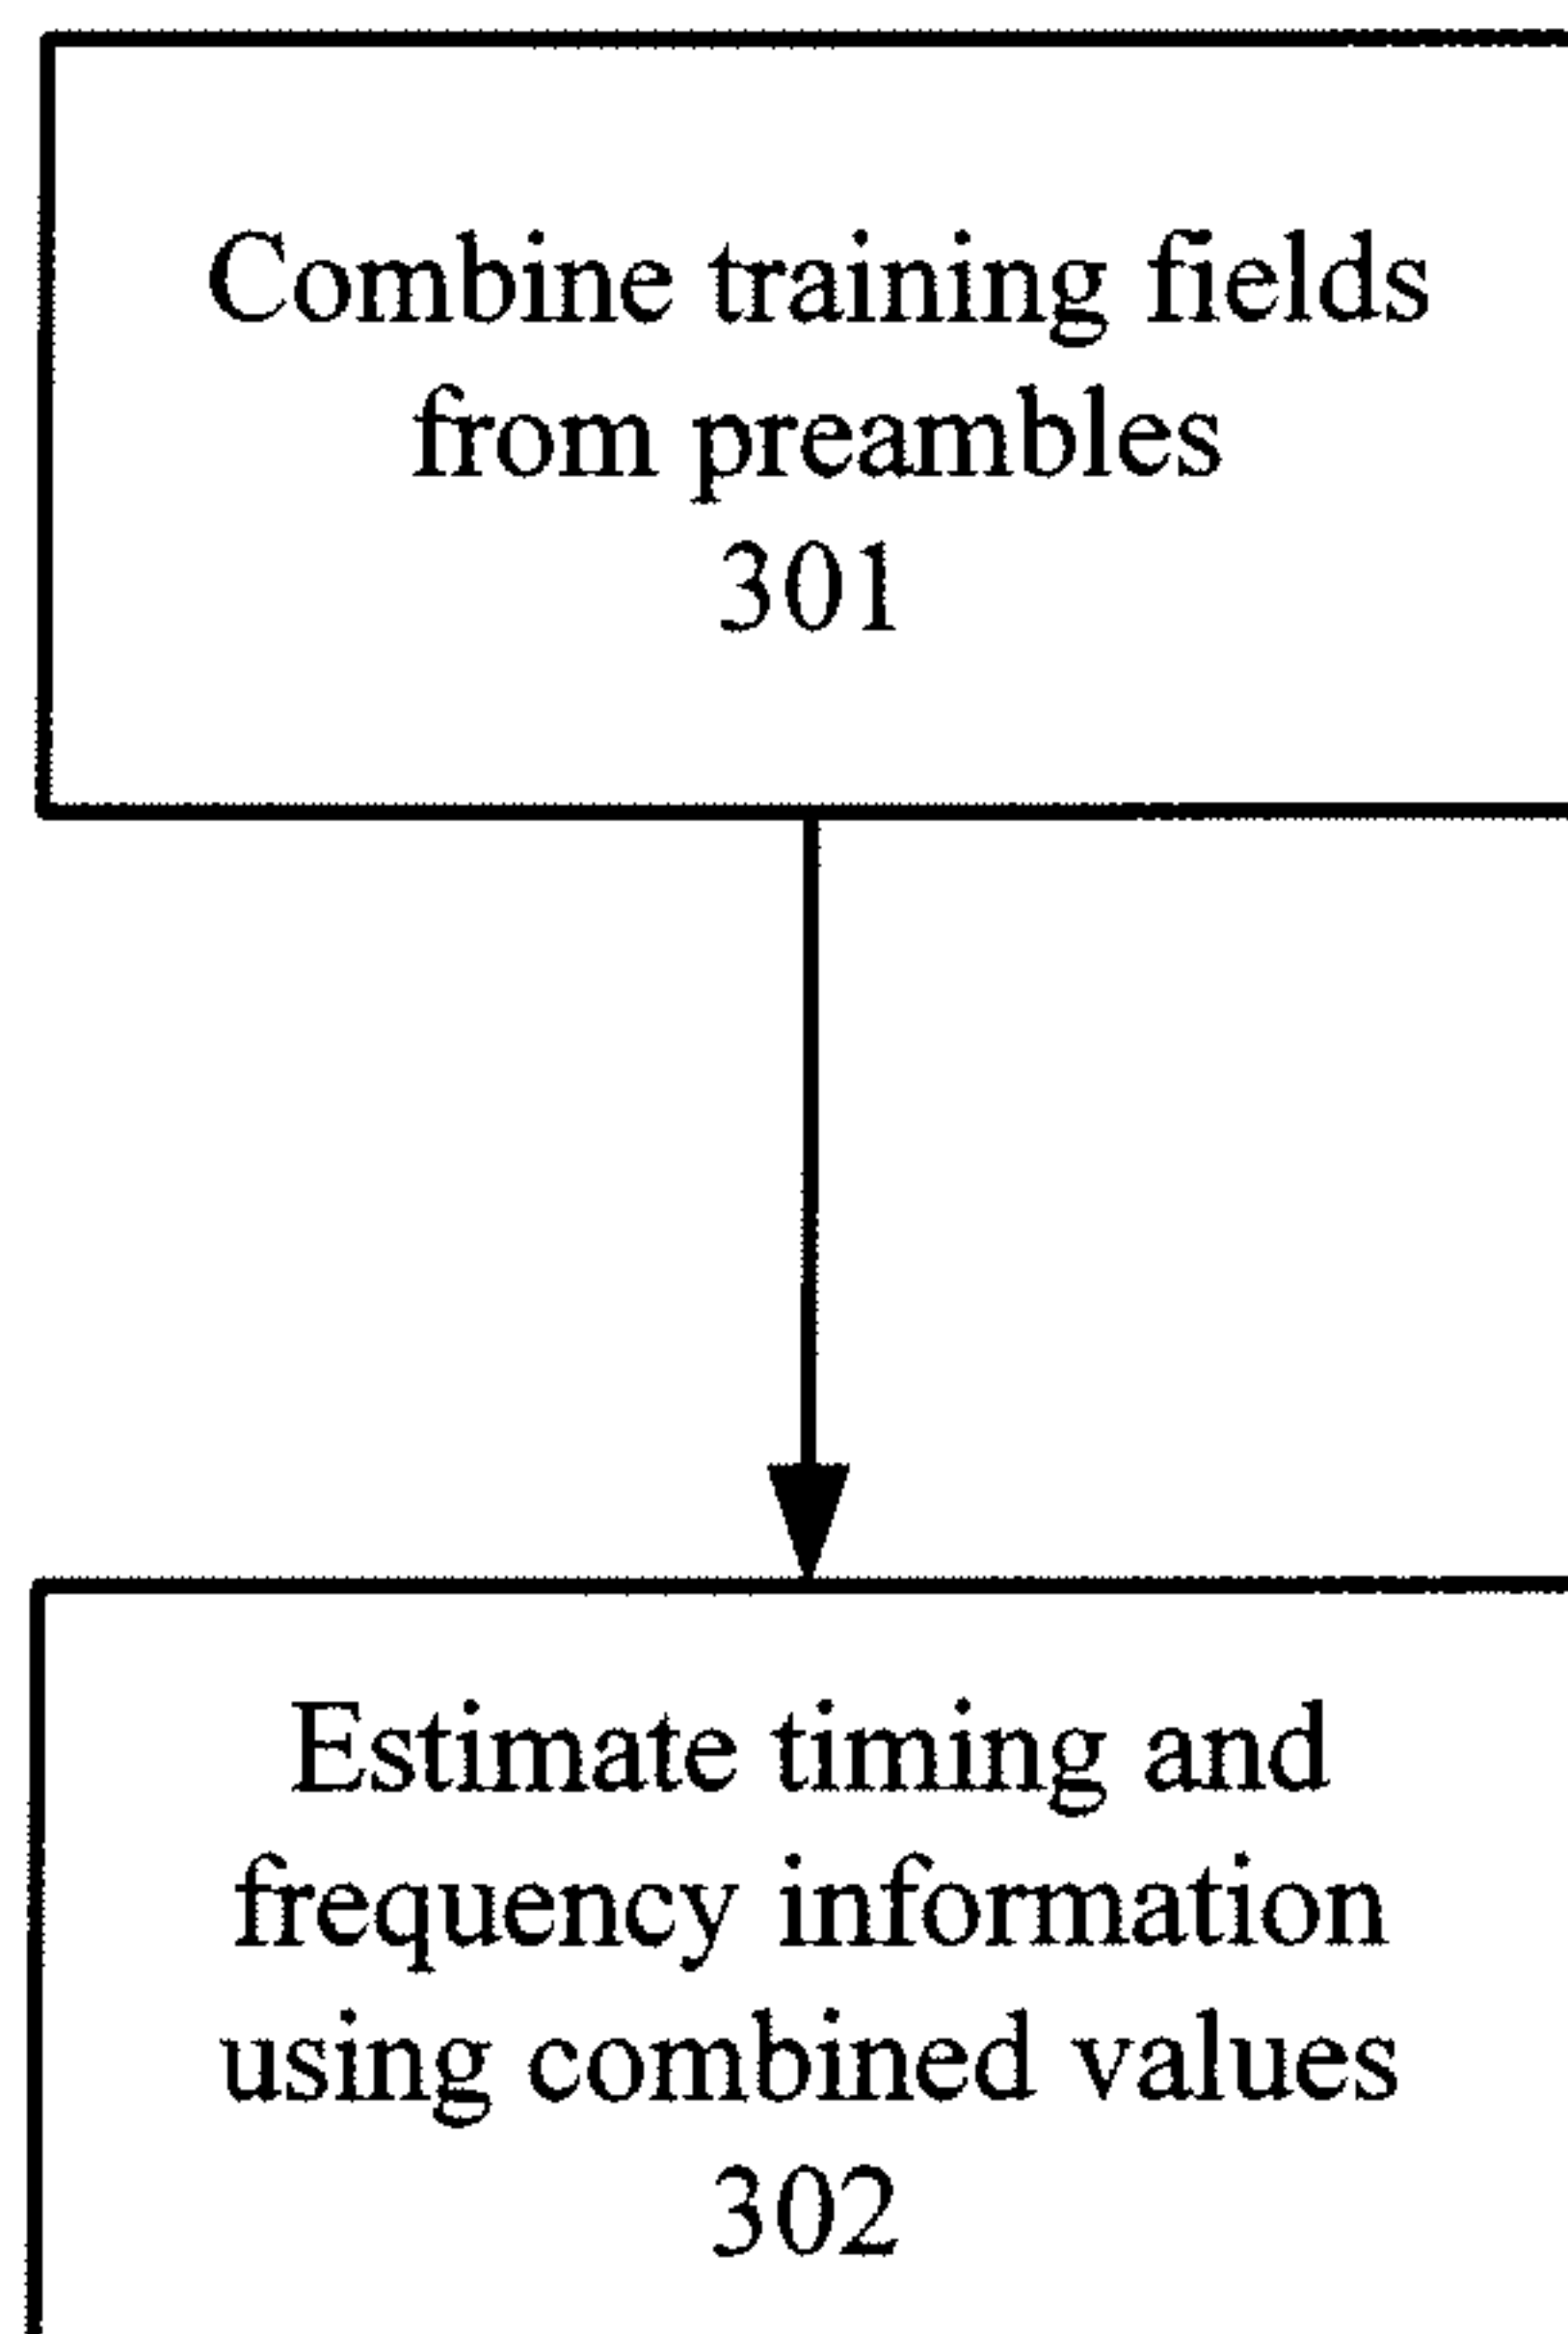 Combine training fields
from preambles
301
Estimate timing and
frequency information
using combined values
302